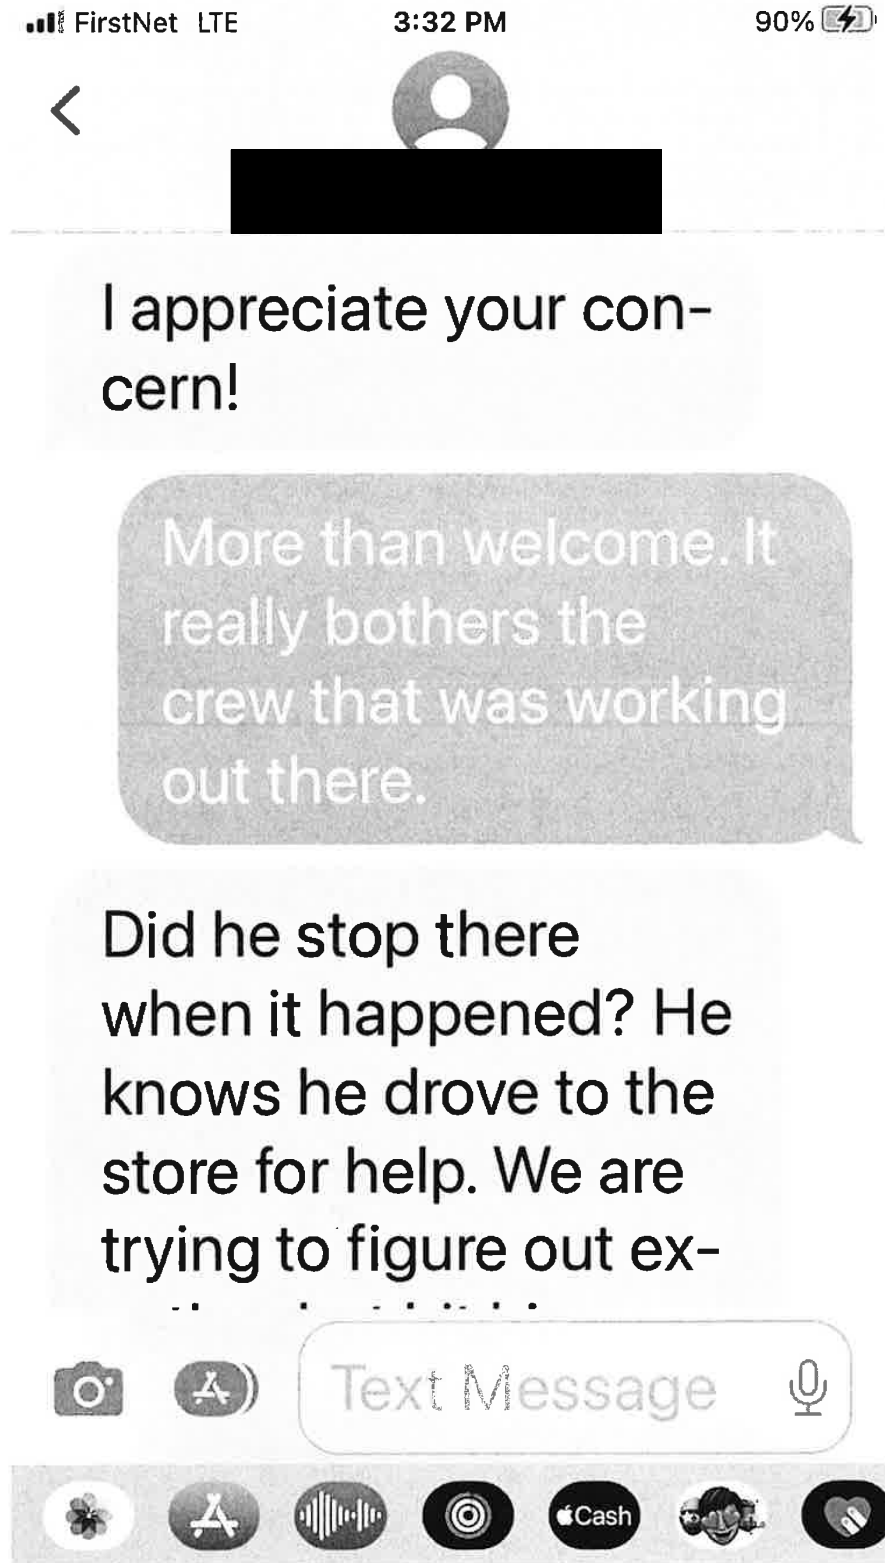 FirstNet LTE 3:32 PM 90%
I appreciate your con-
cern!
More than welcome. It
really bothers the
crew that was working
out there.
Did he stop there
when it happened? He
knows he drove to the
store for help. We are
trying to figure out ex-
Text Message
Cash